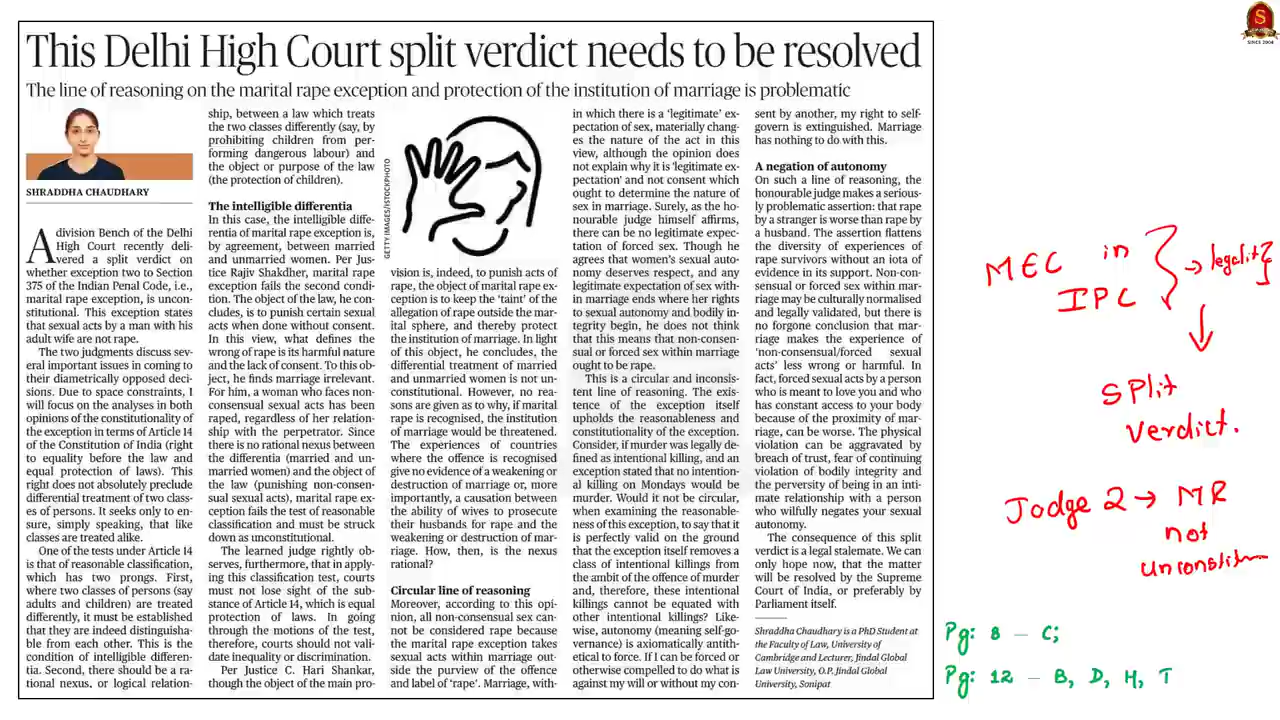 This Delhi High Court split verdict needs to be resolved
The line of reasoning on the marital rape exception and protection of the institution of marriage is problematic
SHRADDHA CHAUDHARY
A division Bench of the Delhi
High Court recently deli-
vered a split verdict on
whether exception two to Section
375 of the Indian Penal Code, i.e.,
marital rape exception, is uncon-
stitutional. This exception states
that sexual acts by a man with his
adult wife are not rape.
The two judgments discuss sev-
eral important issues in coming to
their diametrically opposed deci-
sions. Due to space constraints, I
will focus on the analyses in both
opinions of the constitutionality of
the exception in terms of Article 14
of the Constitution of India (right
to equality before the law and
equal protection of laws). This
right does not absolutely preclude
differential treatment of two class-
es of persons. It seeks only to en-
sure, simply speaking, that like
classes are treated alike.
One of the tests under Article 14
is that of reasonable classification,
which has two prongs. First,
where two classes of persons (say
adults and children) are treated
differently, it must be established
that they are indeed distinguisha-
ble from each other. This is the
condition of intelligible differen-
tia. Second, there should be a ra-
tional nexus, or logical relation-
ship, between a law which treats
the two classes differently (say, by
prohibiting children from per-
forming dangerous labour) and
the object or purpose of the law
(the protection of children).
The intelligible differentia
In this case, the intelligible diffe-
rentia of marital rape exception is,
by agreement, between married
and unmarried women. Per Jus-
tice Rajiv Shakdher, marital rape
exception fails the second condi-
tion. The object of the law, he con-
cludes, is to punish certain sexual
acts when done without consent.
In this view, what defines the
wrong of rape is its harmful nature
and the lack of consent. To this ob-
ject, he finds marriage irrelevant.
For him, a woman who faces non-
consensual sexual acts has been
raped, regardless of her relation-
ship with the perpetrator. Since
there is no rational nexus between
the differentia (married and un-
married women) and the object of
the law (punishing non-consen-
sual sexual acts), marital rape ex-
ception fails the test of reasonable
classification and must be struck
down as unconstitutional.
The learned judge rightly ob-
serves, furthermore, that in apply-
ing this classification test, courts
must not lose sight of the sub-
stance of Article 14, which is equal
protection of laws. In going
through the motions of the test,
therefore, courts should not vali-
date inequality or discrimination.
Per Justice C. Hari Shankar,
though the object of the main pro-
GETTY IMAGES/ISTOCKPHOTO
vision is, indeed, to punish acts of
rape, the object of marital rape ex-
ception is to keep the 'taint' of the
allegation of rape outside the mar-
ital sphere, and thereby protect
the institution of marriage. In light
of this object, he concludes, the
differential treatment of married
and unmarried women is not un-
constitutional. However, no rea-
sons are given as to why, if marital
rape is recognised, the institution
of marriage would be threatened.
The experiences of countries
where the offence is recognised
give no evidence of a weakening or
destruction of marriage or, more
importantly, a causation between
the ability of wives to prosecute
their husbands for rape and the
weakening or destruction of mar-
riage. How, then, is the nexus
rational?
Circular line of reasoning
Moreover, according to this opi-
nion, all non-consensual sex can-
not be considered rape because
the marital rape exception takes
sexual acts within marriage out-
side the purview of the offence
and label of 'rape'. Marriage, with-
in which there is a 'legitimate' ex-
pectation of sex, materially chang-
es the nature of the act in this
view, although the opinion does
not explain why it is 'legitimate ex-
pectation' and not consent which
ought to determine the nature of
sex in marriage. Surely, as the ho-
nourable judge himself affirms,
there can be no legitimate expec-
tation of forced sex. Though he
agrees that women's sexual auto-
nomy deserves respect, and any
legitimate expectation of sex with-
in marriage ends where her rights
to sexual autonomy and bodily in-
tegrity begin, he does not think
that this means that non-consen-
sual or forced sex within marriage
ought to be rape.
This is a circular and inconsis-
tent line of reasoning. The exis-
tence of the exception itself
upholds the reasonableness and
constitutionality of the exception.
Consider, if murder was legally de-
fined as intentional killing, and an
exception stated that no intention-
al killing on Mondays would be
murder. Would it not be circular,
when examining the reasonable-
ness of this exception, to say that it
is perfectly valid on the ground
that the exception itself removes a
class of intentional killings from
the ambit of the offence of murder
and, therefore, these intentional
killings cannot be equated with
other intentional killings? Like-
wise, autonomy (meaning self-go-
vernance) is axiomatically antith-
etical to force. If I can be forced or
otherwise compelled to do what is
against my will or without my con-
sent by another, my right to self-
govern is extinguished. Marriage
has nothing to do with this.
A negation of autonomy
On such a line of reasoning, the
honourable judge makes a serious-
ly problematic assertion: that rape
by a stranger is worse than rape by
a husband. The assertion flattens
the diversity of experiences of
rape survivors without an iota of
evidence in its support. Non-con-
sensual or forced sex within mar-
riage may be culturally normalised
and legally validated, but there is
no forgone conclusion that mar-
riage makes the experience of
'non-consensual/forced sexual
acts' less wrong or harmful. In
fact, forced sexual acts by a person
who is meant to love you and who
has constant access to your body
because of the proximity of mar-
riage, can be worse. The physical
violation can be aggravated by
breach of trust, fear of continuing
violation of bodily integrity and
the perversity of being in an inti-
mate relationship with a person
who wilfully negates your sexual
autonomy.
The consequence of this split
verdict is a legal stalemate. We can
only hope now, that the matter
will be resolved by the Supreme
Court of India, or preferably by
Parliament itself.
Shraddha Chaudhary is a PhD Student at
the Faculty of Law, University of
Cambridge and Lecturer, Jindal Global
Law University, O.P. Jindal Global
University, Sonipat
S
SINCE 2004
MEC in
IPC
→ legality
Split
Verdict.
Judge 2 → MR
not
Pg: 8 – C;
Pg: 12 – B, D, H, T